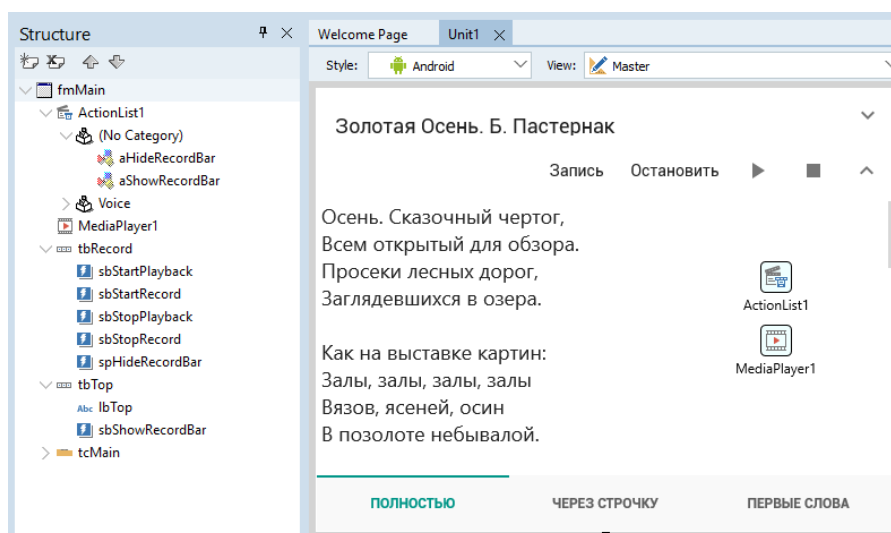 Structure
fmMain
ActionList1
(No Category)
aHideRecordBar
aShowRecordBar
Voice
MediaPlayer1
tbRecord
sbStartPlayback
sbStartRecord
sbStopPlayback
sbStopRecord
spHideRecordBar
tbTop
Abc lbTop
sbShowRecordBar
tcMain
Welcome Page Unit1
Style: Android View: Master
Золотая Осень. Б. Пастернак
Запись Остановить
Осень. Сказочный чертог,
Всем открытый для обзора.
Просеки лесных дорог,
Заглядевшихся в озера.
Как на выставке картин:
Залы, залы, залы, залы
Вязов, ясеней, осин
В позолоте небывалой.
ActionList1
MediaPlayer1
ПОЛНОСТЬЮ ЧЕРЕЗ СТРОЧКУ ПЕРВЫЕ СЛОВА